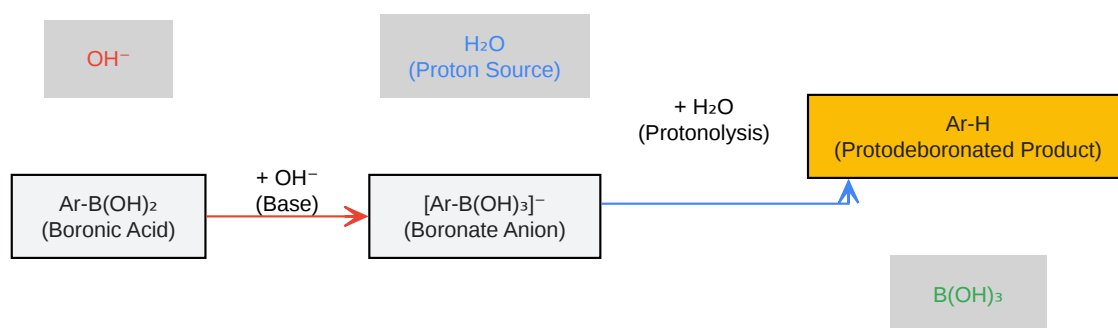 OH⁻
H₂O
(Proton Source)
+ H₂O
(Protonolysis)
Ar-H
(Protodeboronated Product)
Ar-B(OH)₂
(Boronic Acid)
+ OH⁻
(Base)
[Ar-B(OH)₃]⁻
(Boronate Anion)
B(OH)₃